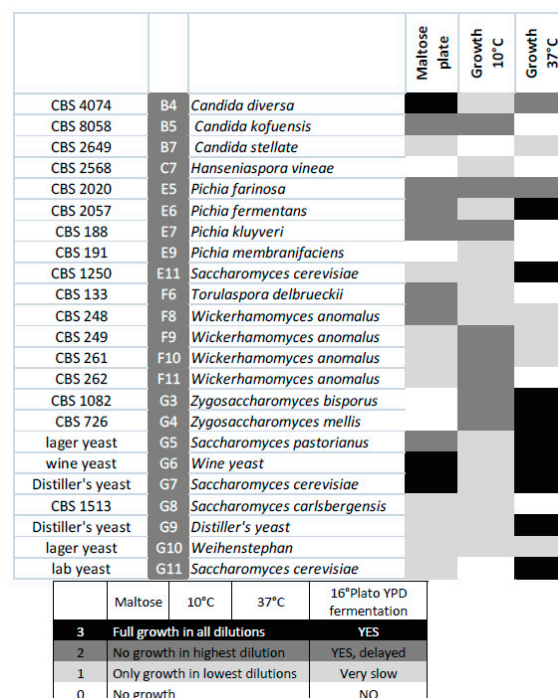 Maltose plate Growth 10°C Growth 37°C
CBS 4074 B4 Candida diversa
CBS 8058 B5 Candida kofuensis
CBS 2649 B7 Candida stellate
CBS 2568 C7 Hanseniaspora vineae
CBS 2020 E5 Pichia farinosa
CBS 2057 E6 Pichia fermentans
CBS 188 E7 Pichia kluyveri
CBS 191 E9 Pichia membranifaciens
CBS 1250 E11 Saccharomyces cerevisiae
CBS 133 F6 Torulaspora delbrueckii
CBS 248 F8 Wickerhamomyces anomalus
CBS 249 F9 Wickerhamomyces anomalus
CBS 261 F10 Wickerhamomyces anomalus
CBS 262 F11 Wickerhamomyces anomalus
CBS 1082 G3 Zygosaccharomyces bisporus
CBS 726 G4 Zygosaccharomyces mellis
lager yeast G5 Saccharomyces pastorianus
wine yeast G6 Wine yeast
Distiller's yeast G7 Saccharomyces cerevisiae
CBS 1513 G8 Saccharomyces carlsbergensis
Distiller's yeast G9 Distiller's yeast
lager yeast G10 Weihenstephan
lab yeast G11 Saccharomyces cerevisiae
Maltose 10°C 37°C 16°Plato YPD fermentation
3 Full growth in all dilutions YES
2 No growth in highest dilution YES, delayed
1 Only growth in lowest dilutions Very slow
0 No growth NO